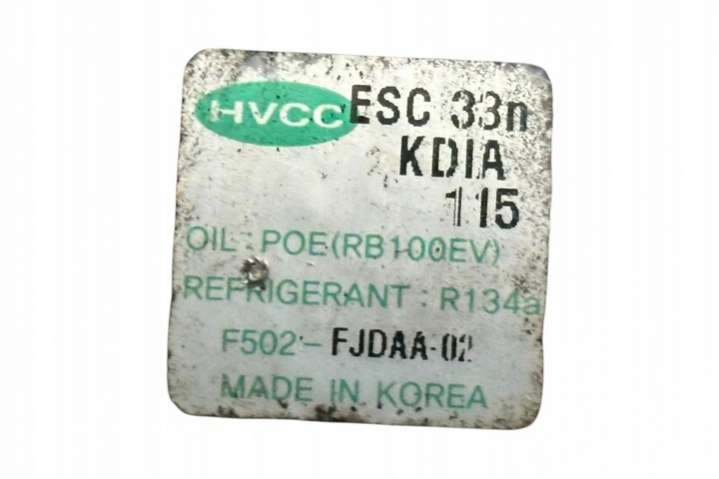 HVCC ESC 33n
KDIA
115
OIL : POE(RB100EV)
REFRIGERANT : R134a
F502-FJDAA-02
MADE IN KOREA